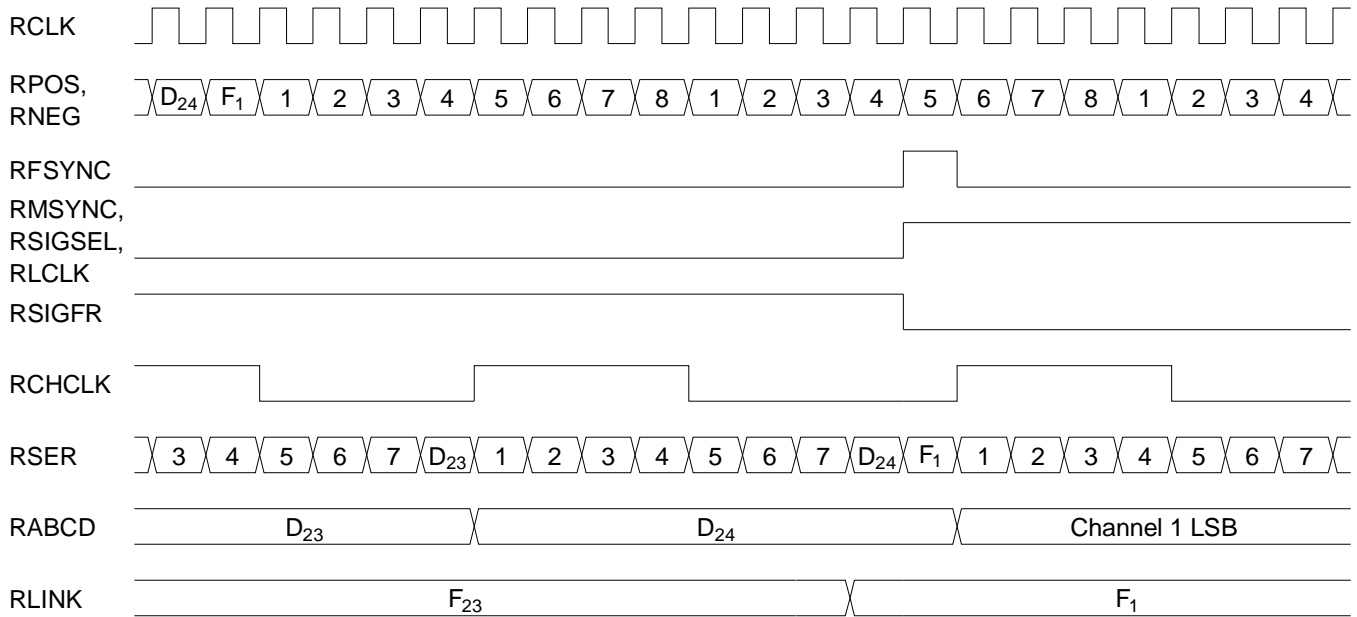 RCLK
RPOS,
RNEG
D₂₄ F₁ 1 2 3 4 5 6 7 8 1 2 3 4 5 6 7 8 1 2 3 4
RFSYNC
RMSYNC,
RSIGSEL,
RLCLK
RSIGFR
RCHCLK
RSER 3 4 5 6 7 D₂₃ 1 2 3 4 5 6 7 D₂₄ F₁ 1 2 3 4 5 6 7
RABCD D₂₃ D₂₄ Channel 1 LSB
RLINK F₂₃ F₁